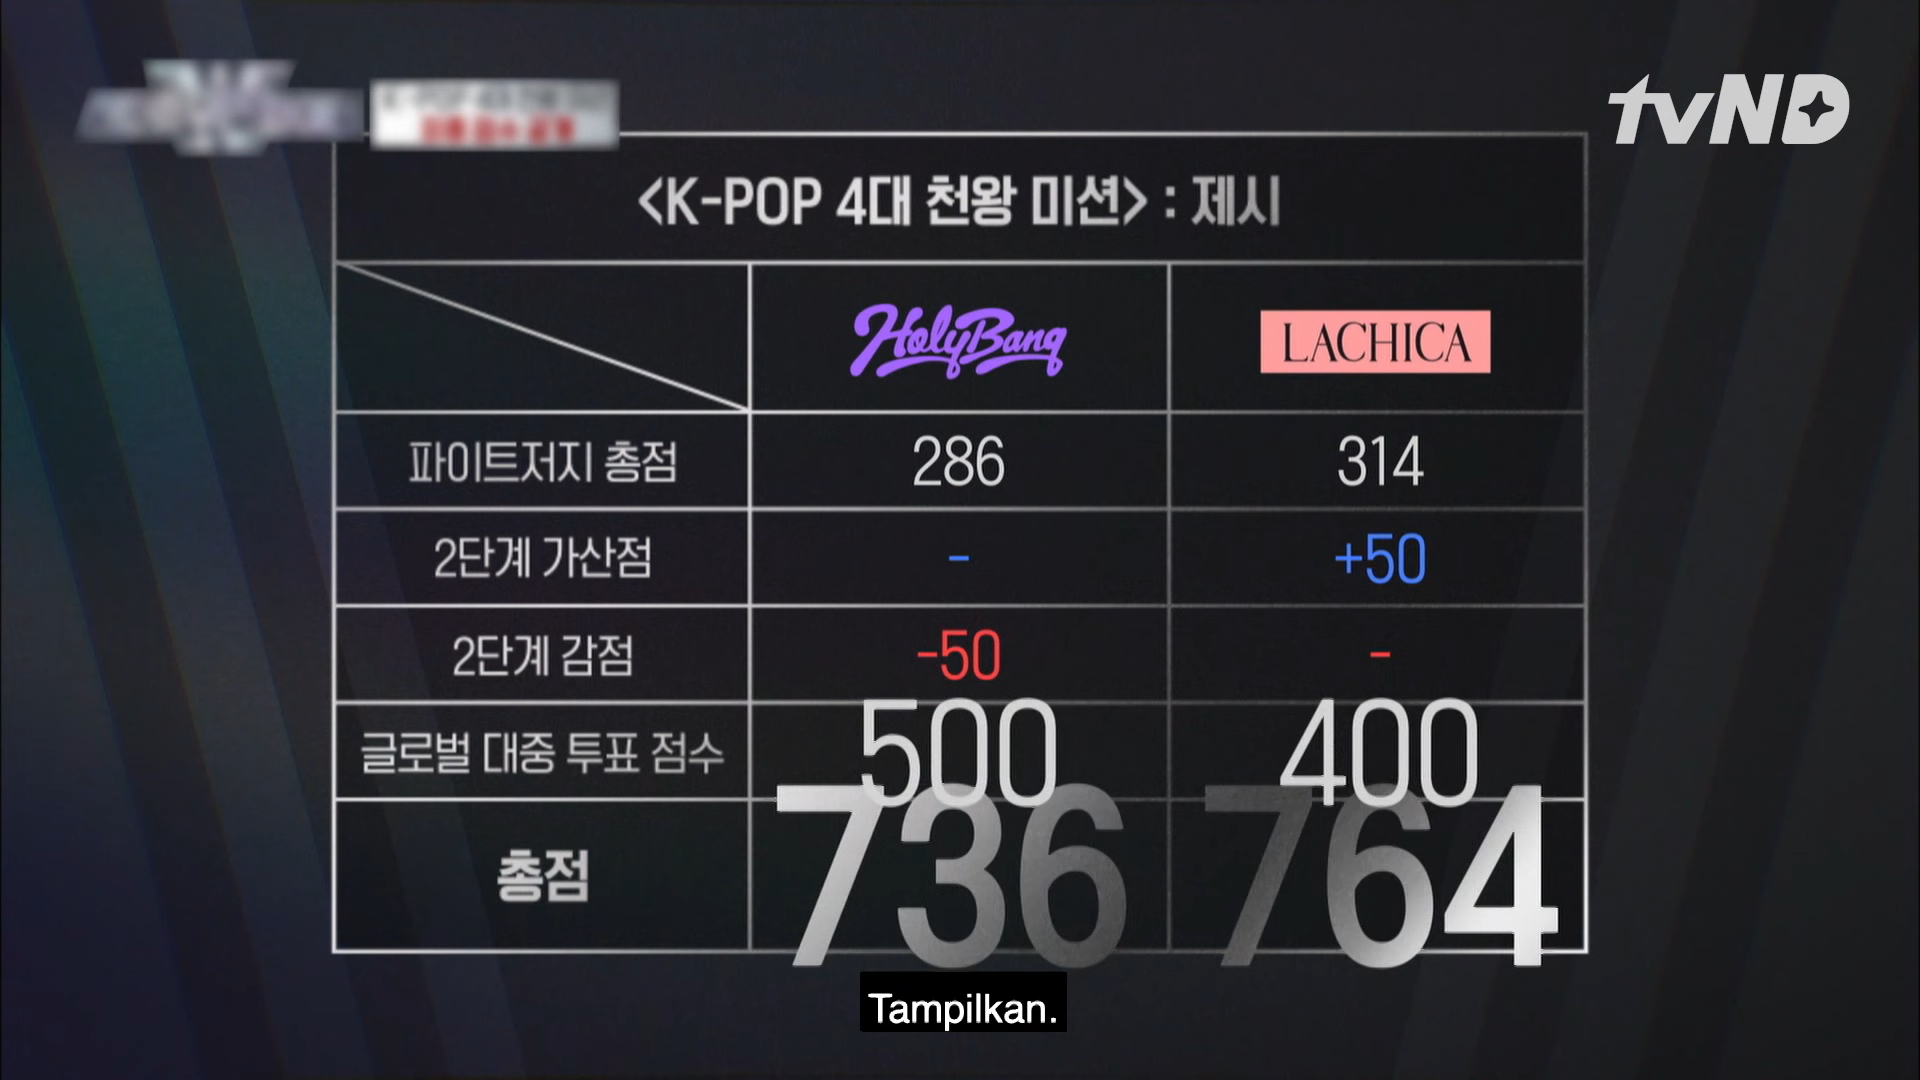 tvND
<K-POP 4대 천왕 미션> : 제시
HolyBang
LACHICA
파이트저지 총점 286 314
2단계 가산점 - +50
2단계 감점 -50 -
글로벌 대중 투표 점수 500 400
총점 736 764
Tampilkan.